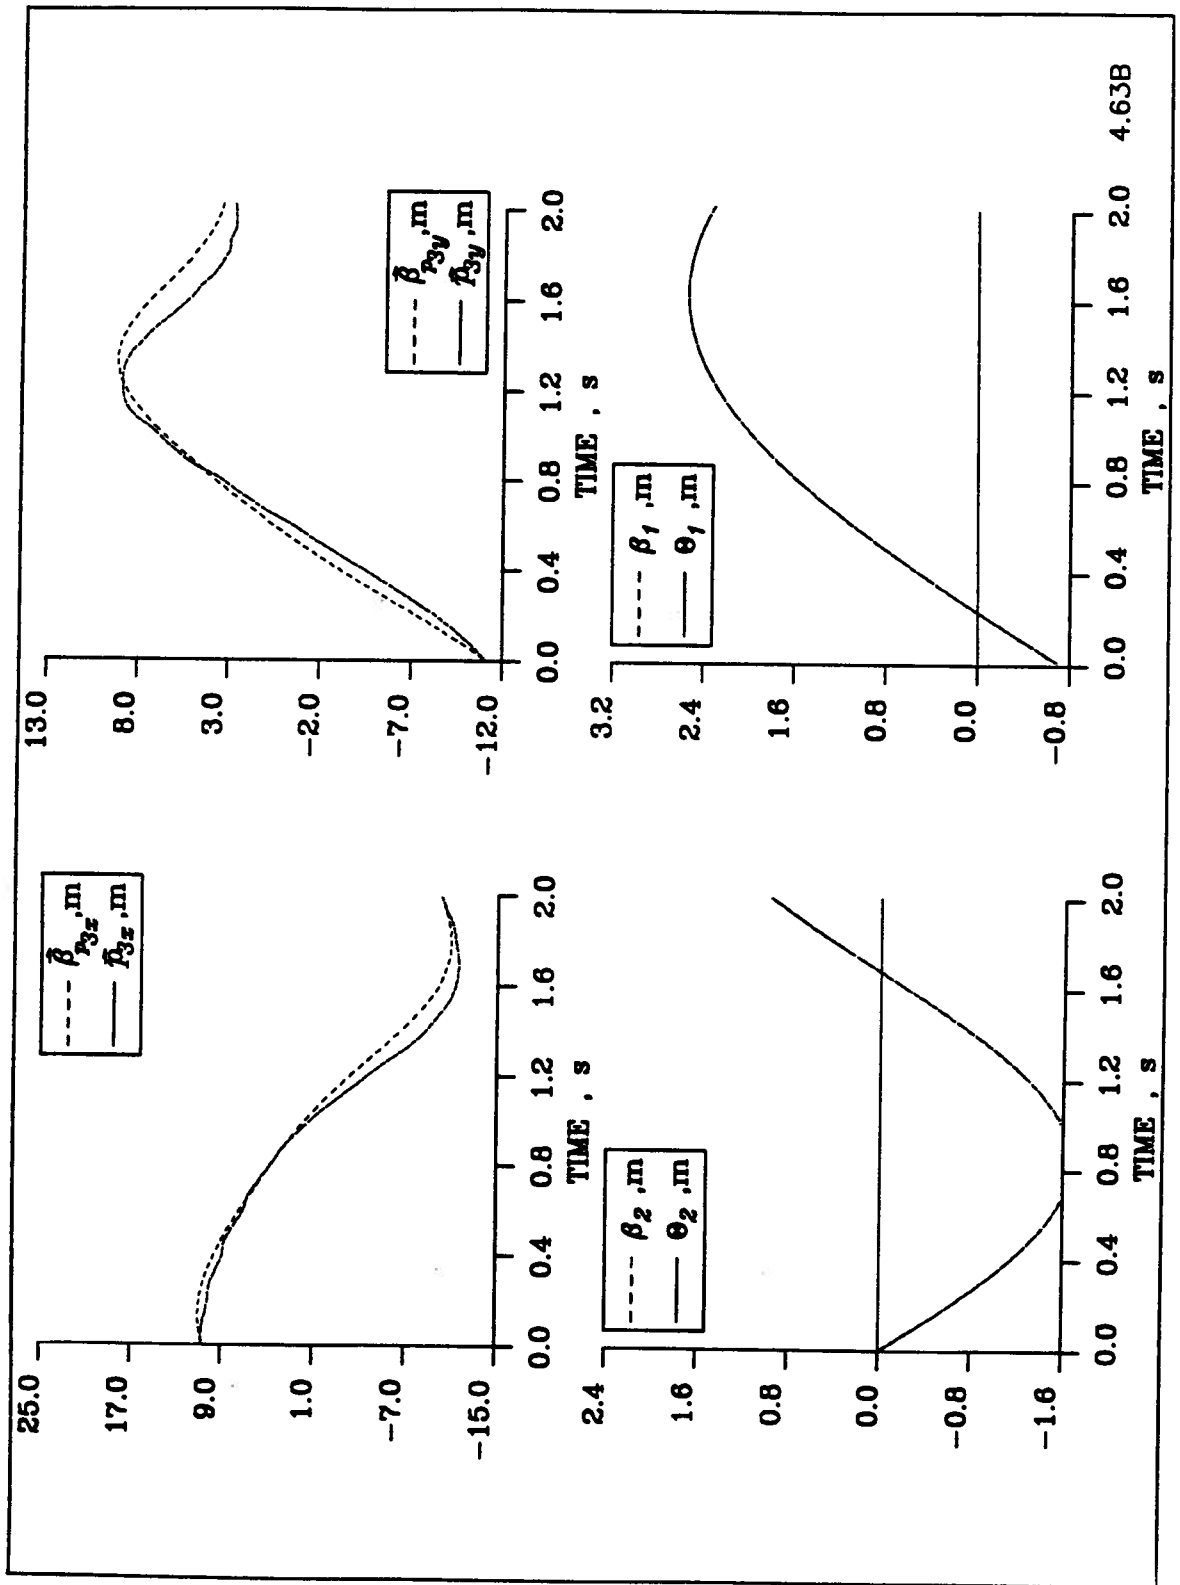 25.0
17.0
9.0
1.0
−7.0
−15.0
0.0 0.4 0.8 1.2 1.6 2.0
TIME , s
β̄p3x,m
p̄3x,m
13.0
8.0
3.0
−2.0
−7.0
−12.0
0.0 0.4 0.8 1.2 1.6 2.0
TIME , s
β̄p3y,m
p̄3y,m
2.4
1.6
0.8
0.0
−0.8
−1.6
0.0 0.4 0.8 1.2 1.6 2.0
TIME , s
β2 ,m
Θ2 ,m
3.2
2.4
1.6
0.8
0.0
−0.8
0.0 0.4 0.8 1.2 1.6 2.0
TIME , s
β1 ,m
Θ1 ,m
4.63B